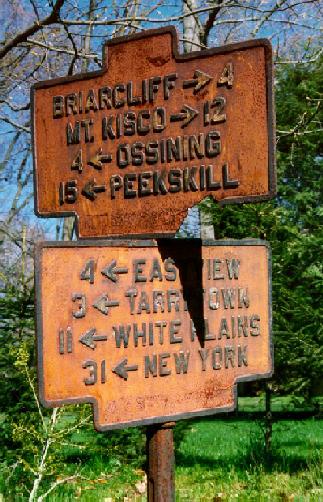 BRIARCLIFF → 4
MT. KISCO → 12
4 ← OSSINING
15 ← PEEKSKILL
4 ← EASTVIEW
3 ← TARRYTOWN
11 ← WHITE PLAINS
31 ← NEW YORK